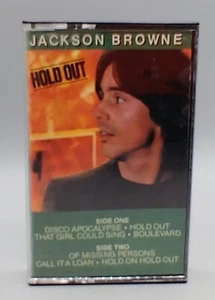 JACKSON BROWNE
HOLD OUT
SIDE ONE
DISCO APOCALYPSE • HOLD OUT
THAT GIRL COULD SING • BOULEVARD
SIDE TWO
OF MISSING PERSONS
CALL IT A LOAN • HOLD ON HOLD OUT